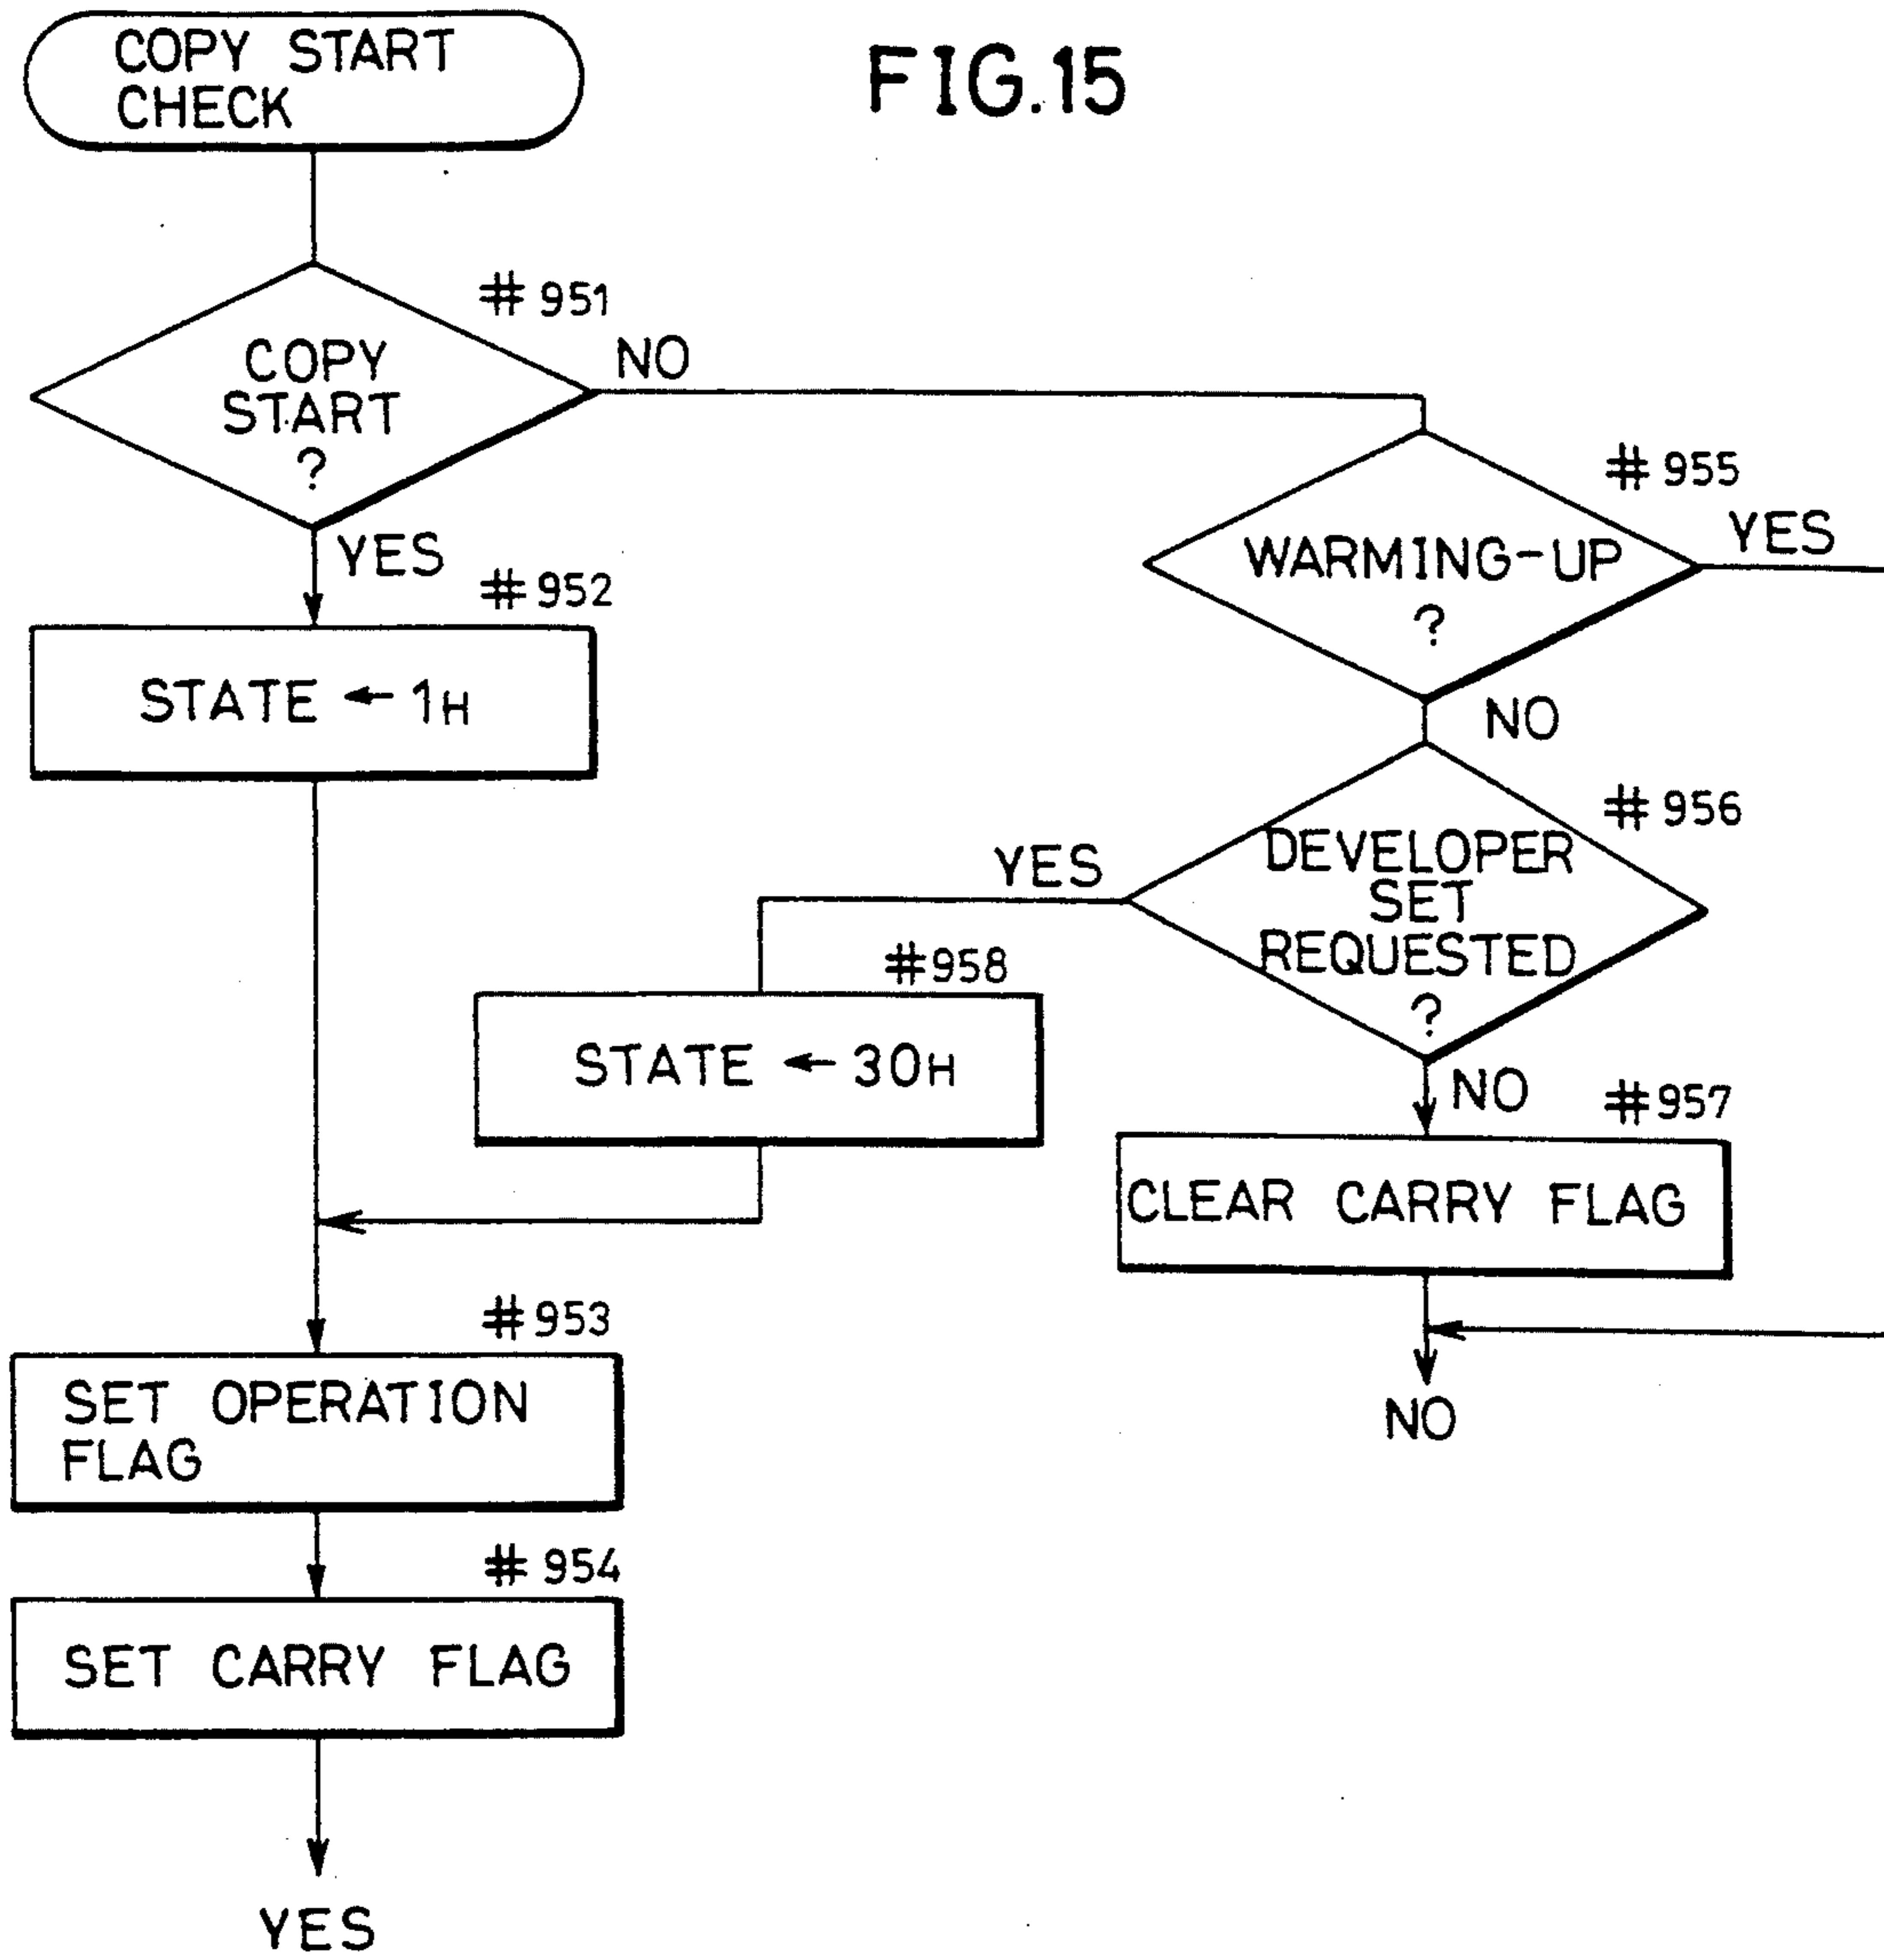 COPY START
CHECK
FIG.15
#951
COPY
START
?
NO
YES
#955
WARMING-UP
?
YES
NO
#952
STATE ← 1H
#956
DEVELOPER
SET
REQUESTED
?
YES
NO
#958
STATE ← 30H
#957
CLEAR CARRY FLAG
NO
#953
SET OPERATION
FLAG
#954
SET CARRY FLAG
YES